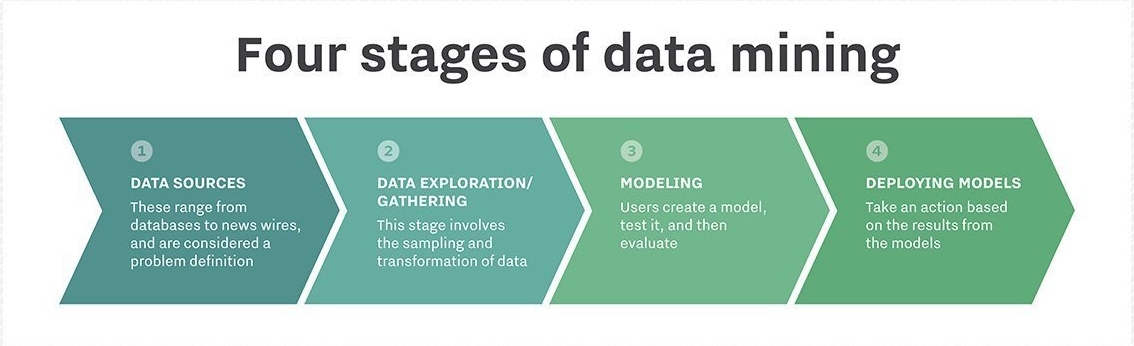 Four stages of data mining
1
DATA SOURCES
These range from
databases to news wires,
and are considered a
problem definition
2
DATA EXPLORATION/
GATHERING
This stage involves
the sampling and
transformation of data
3
MODELING
Users create a model,
test it, and then
evaluate
4
DEPLOYING MODELS
Take an action based
on the results from
the models